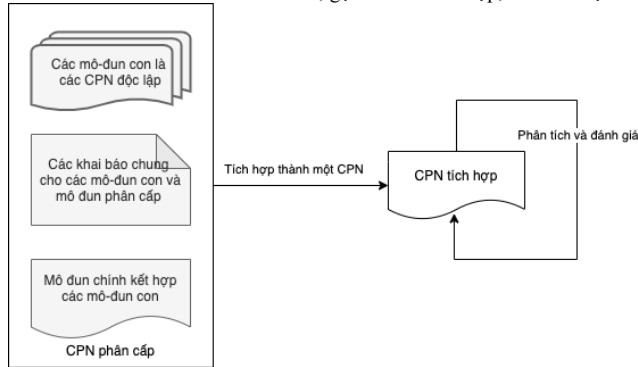 Các mô-đun con là
các CPN độc lập
Các khai báo chung
cho các mô-đun con và
mô đun phân cấp
Mô đun chính kết hợp
các mô-đun con
CPN phân cấp
Tích hợp thành một CPN
CPN tích hợp
Phân tích và đánh giá